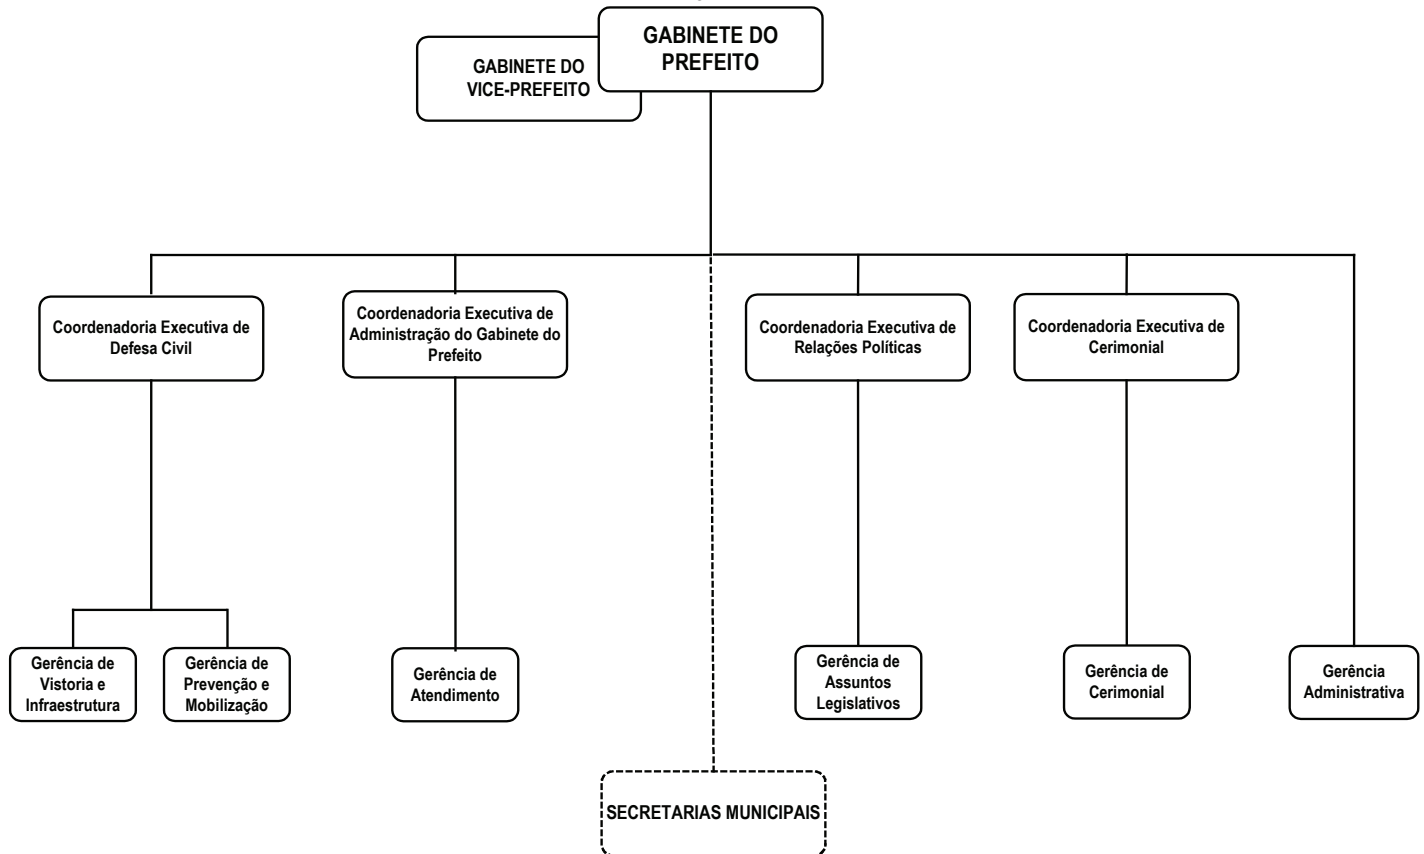 GABINETE DO
PREFEITO
GABINETE DO
VICE-PREFEITO
Coordenadoria Executiva de
Defesa Civil
Coordenadoria Executiva de
Administração do Gabinete do
Prefeito
Coordenadoria Executiva de
Relações Políticas
Coordenadoria Executiva de
Cerimonial
Gerência de
Vistoria e
Infraestrutura
Gerência de
Prevenção e
Mobilização
Gerência de
Atendimento
Gerência de
Assuntos
Legislativos
Gerência de
Cerimonial
Gerência
Administrativa
SECRETARIAS MUNICIPAIS